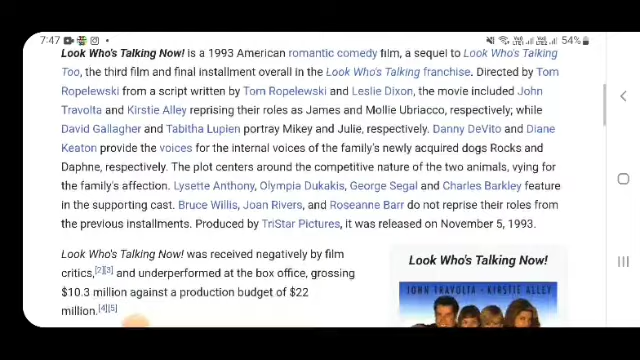 7:47
54%
Look Who's Talking Now! is a 1993 American romantic comedy film, a sequel to Look Who's Talking
Too, the third film and final installment overall in the Look Who's Talking franchise. Directed by Tom
Ropelewski from a script written by Tom Ropelewski and Leslie Dixon, the movie included John
Travolta and Kirstie Alley reprising their roles as James and Mollie Ubriacco, respectively; while
David Gallagher and Tabitha Lupien portray Mikey and Julie, respectively. Danny DeVito and Diane
Keaton provide the voices for the internal voices of the family's newly acquired dogs Rocks and
Daphne, respectively. The plot centers around the competitive nature of the two animals, vying for
the family's affection. Lysette Anthony, Olympia Dukakis, George Segal and Charles Barkley feature
in the supporting cast. Bruce Willis, Joan Rivers, and Roseanne Barr do not reprise their roles from
the previous installments. Produced by TriStar Pictures, it was released on November 5, 1993.
Look Who's Talking Now! was received negatively by film
critics,[2][3] and underperformed at the box office, grossing
$10.3 million against a production budget of $22
million.[4][5]
Look Who's Talking Now!
JOHN TRAVOLTA · KIRSTIE ALLEY